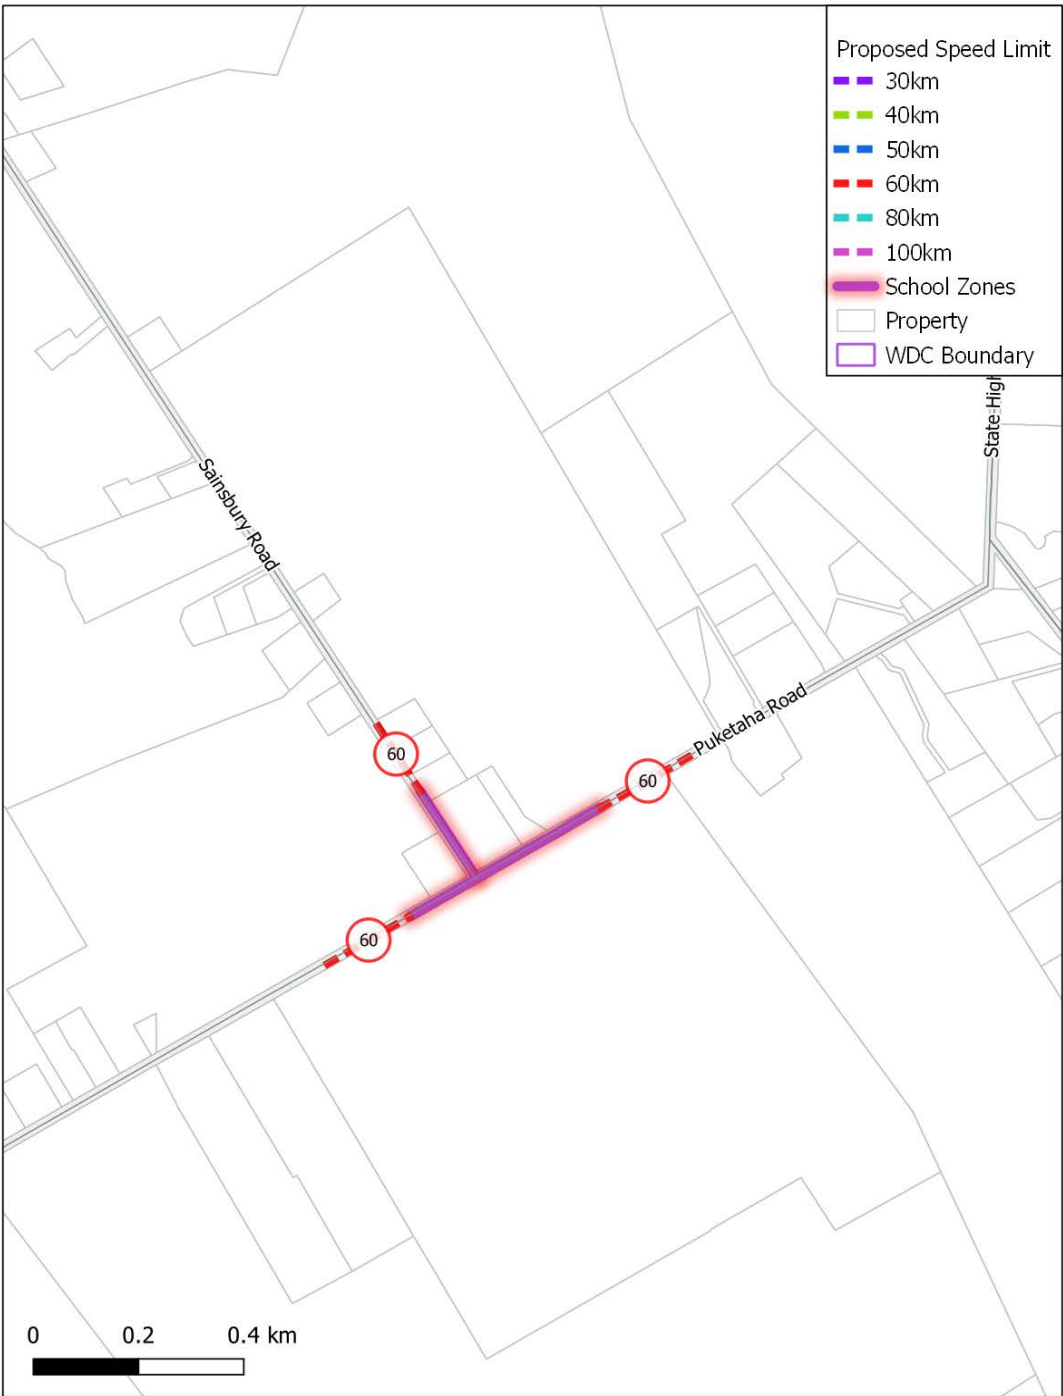 Proposed Speed Limit
30km
40km
50km
60km
80km
100km
School Zones
Property
WDC Boundary
State High
Sainsbury Road
Puketaha Road
60
60
60
0 0.2 0.4 km